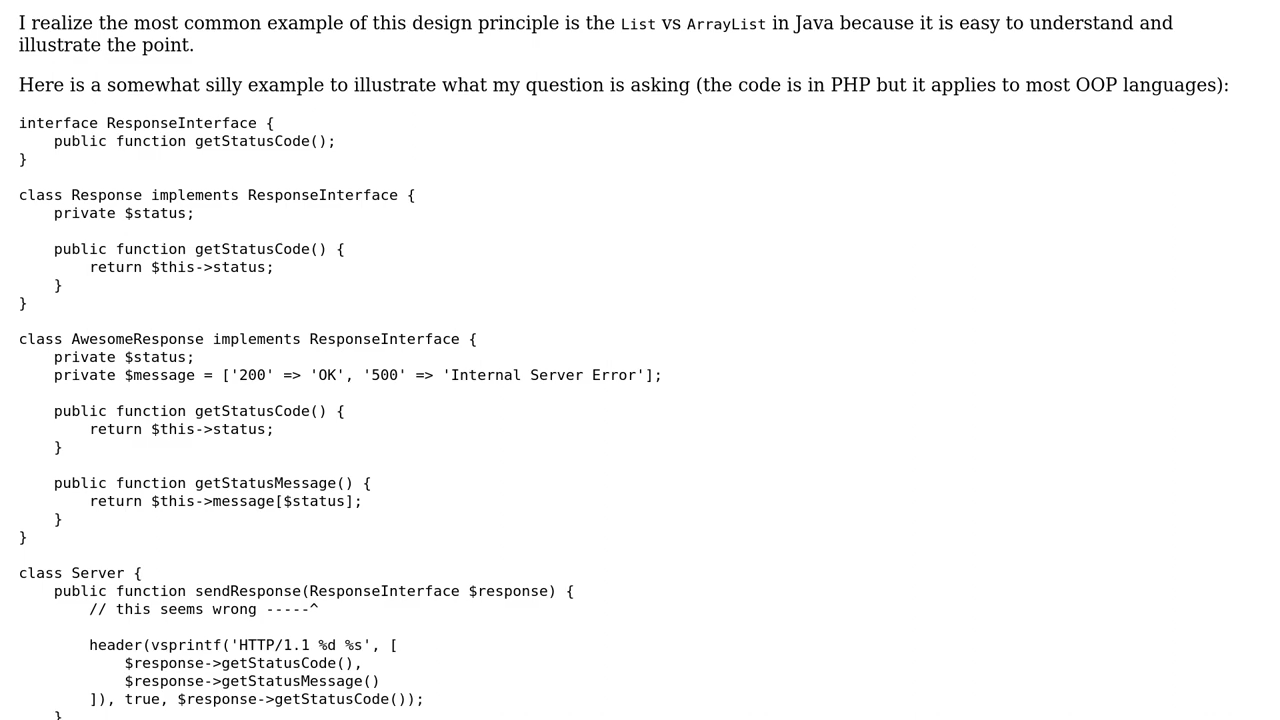 I realize the most common example of this design principle is the List vs ArrayList in Java because it is easy to understand and
illustrate the point.
Here is a somewhat silly example to illustrate what my question is asking (the code is in PHP but it applies to most OOP languages):
interface ResponseInterface {
    public function getStatusCode();
}
class Response implements ResponseInterface {
    private $status;
    public function getStatusCode() {
        return $this->status;
    }
}
class AwesomeResponse implements ResponseInterface {
    private $status;
    private $message = ['200' => 'OK', '500' => 'Internal Server Error'];
    public function getStatusCode() {
        return $this->status;
    }
    public function getStatusMessage() {
        return $this->message[$status];
    }
}
class Server {
    public function sendResponse(ResponseInterface $response) {
        // this seems wrong -----^
        header(vsprintf('HTTP/1.1 %d %s', [
            $response->getStatusCode(),
            $response->getStatusMessage()
        ]), true, $response->getStatusCode());
    }